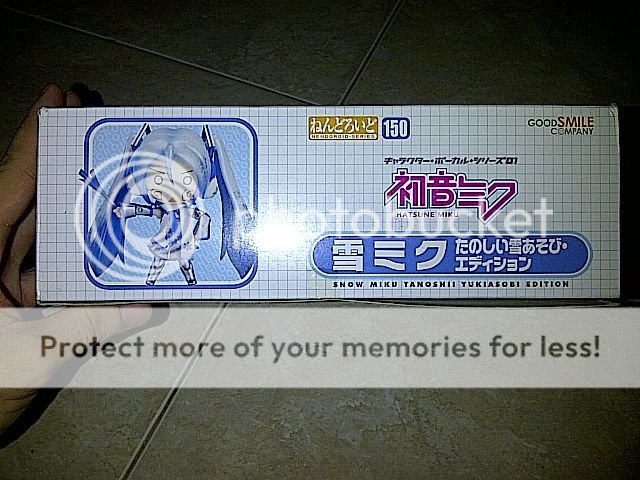 ねんどろいど
NENDOROID-SERIES
150
GOOD SMILE
COMPANY
キャラクター・ボーカル・シリーズ01
初音ミク
HATSUNE MIKU
雪ミク たのしい雪あそび・
エディション
SNOW MIKU TANOSHII YUKIASOBI EDITION
photobucket
Protect more of your memories for less!